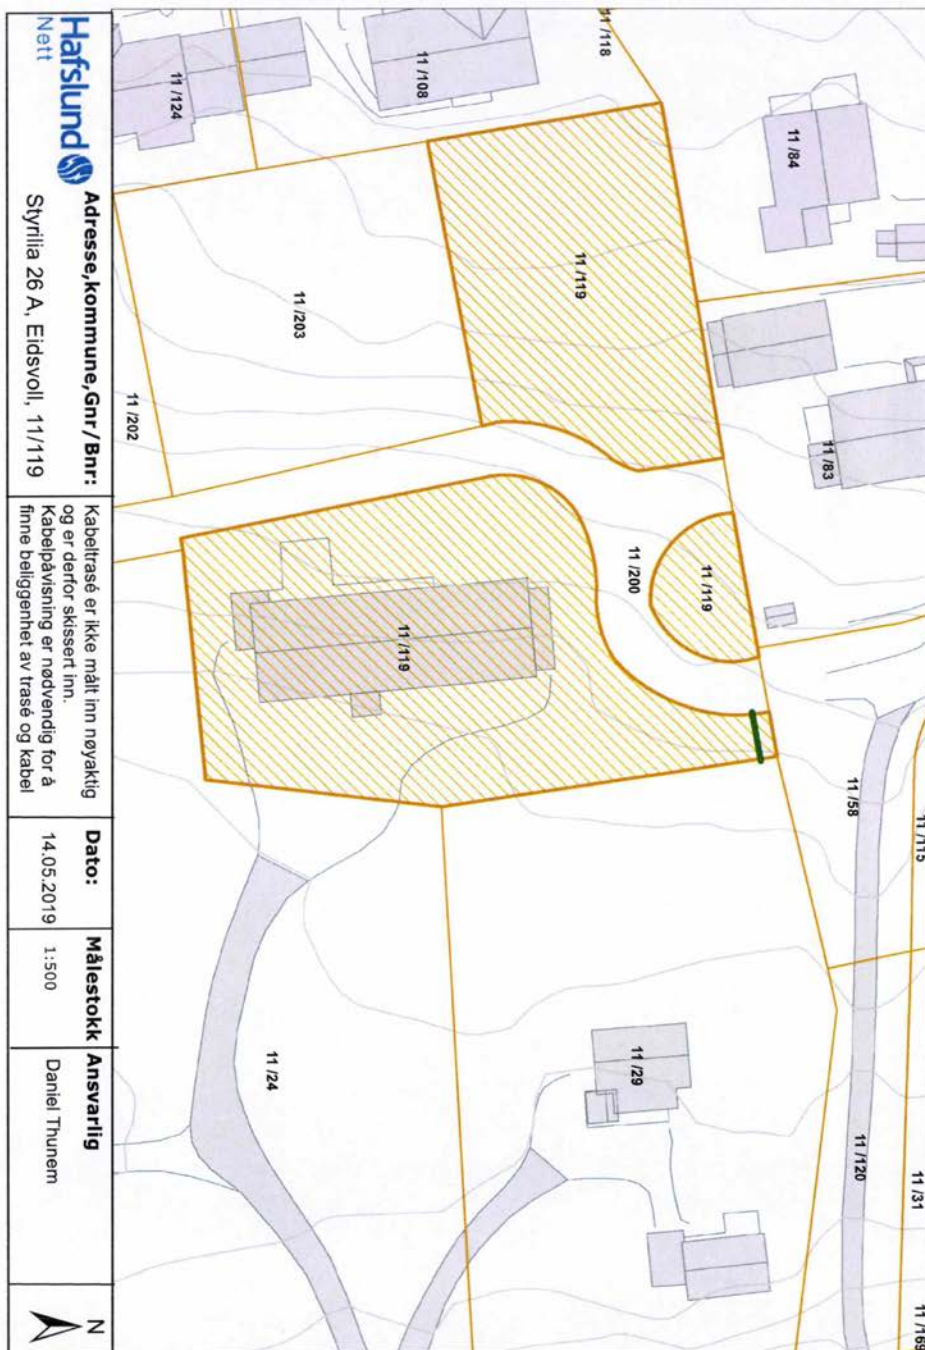 11 /118
11 /108
11 /124
11 /84
11 /119
11 /203
11 /202
11 /83
11 /119
11 /200
11 /119
11 /58
11 /115
11 /24
11 /29
11 /120
11 /31
11 /169
Hafslund
Nett
Adresse,kommune,Gnr/Bnr:
Styrilia 26 A, Eidsvoll, 11/119
Kabeltrasé er ikke målt inn nøyaktig
og er derfor skissert inn.
Kabelpåvisning er nødvendig for å
finne beliggenhet av trasé og kabel
Dato:
14.05.2019
Målestokk
1:500
Ansvarlig
Daniel Thunem
N